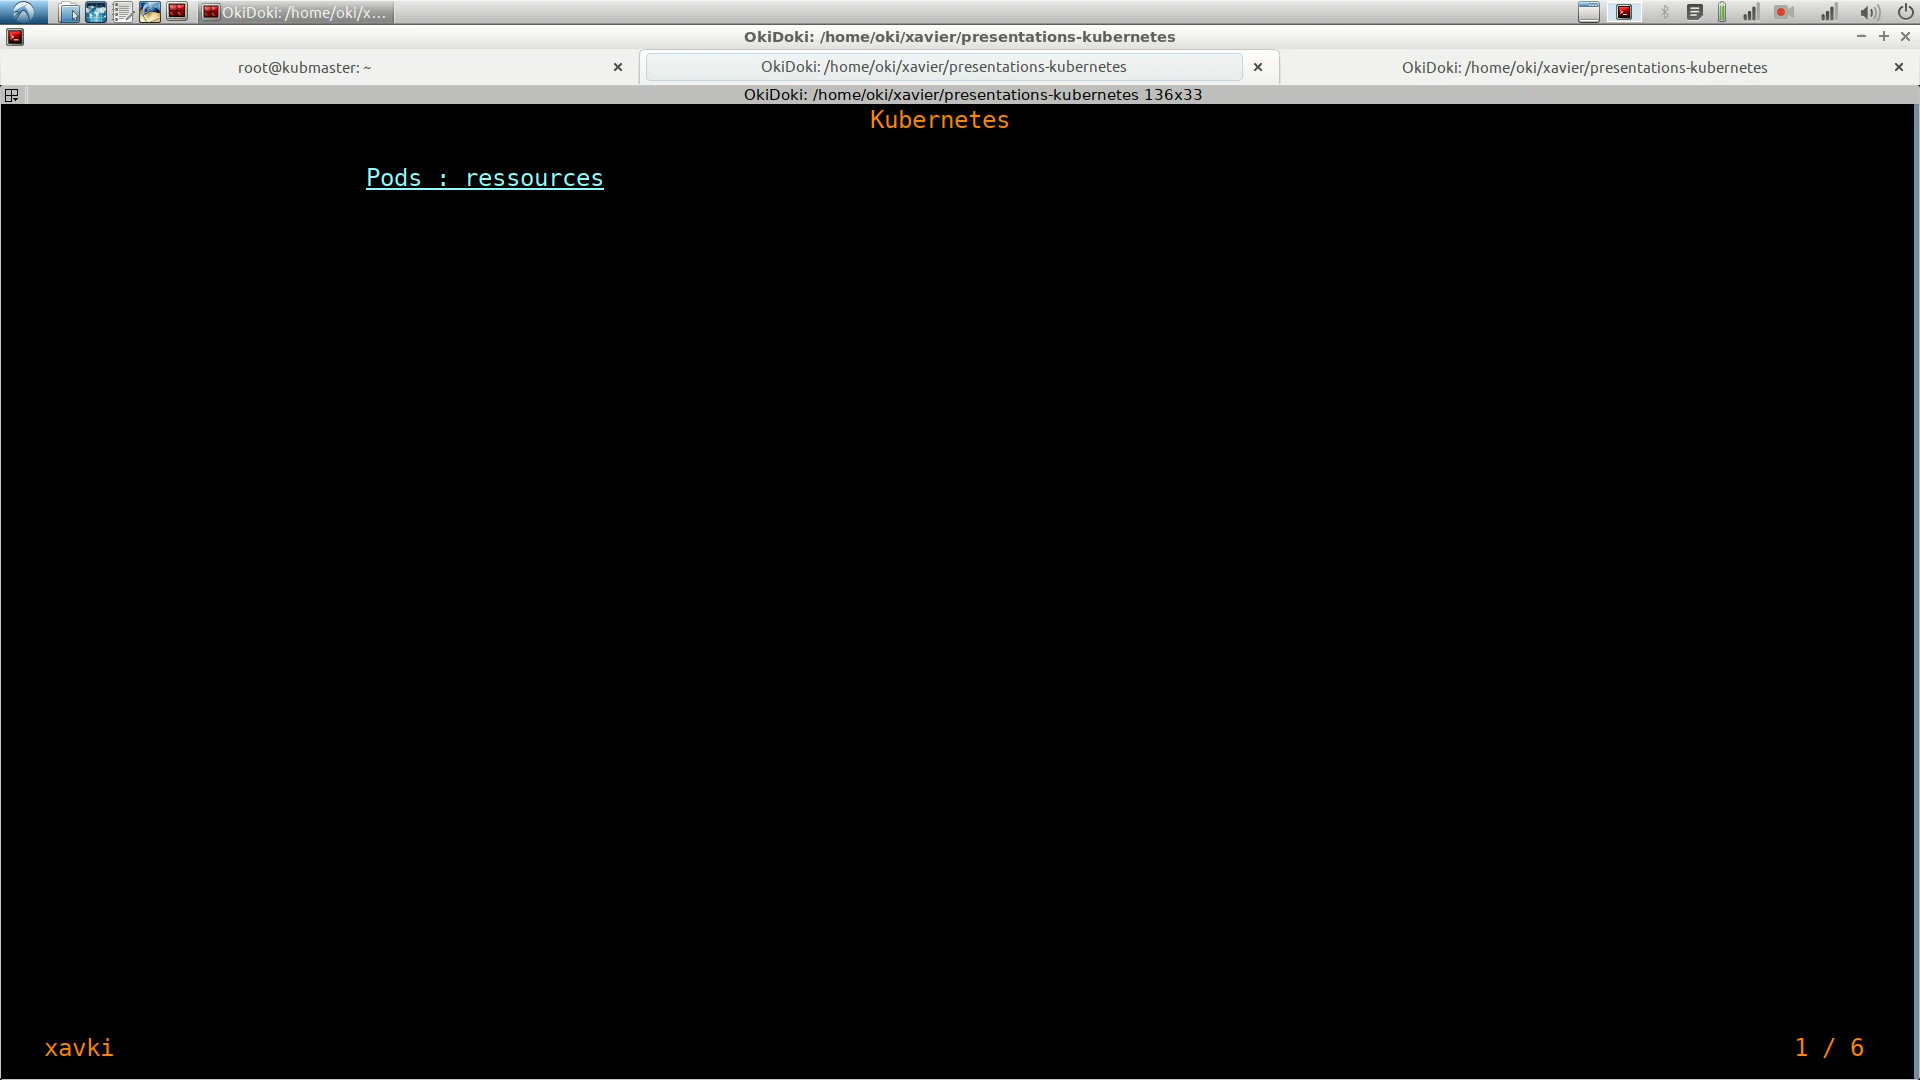 OkiDoki: /home/oki/x...
OkiDoki: /home/oki/xavier/presentations-kubernetes
root@kubmaster: ~
OkiDoki: /home/oki/xavier/presentations-kubernetes
OkiDoki: /home/oki/xavier/presentations-kubernetes
OkiDoki: /home/oki/xavier/presentations-kubernetes 136x33
Kubernetes
Pods : ressources
xavki
1 / 6